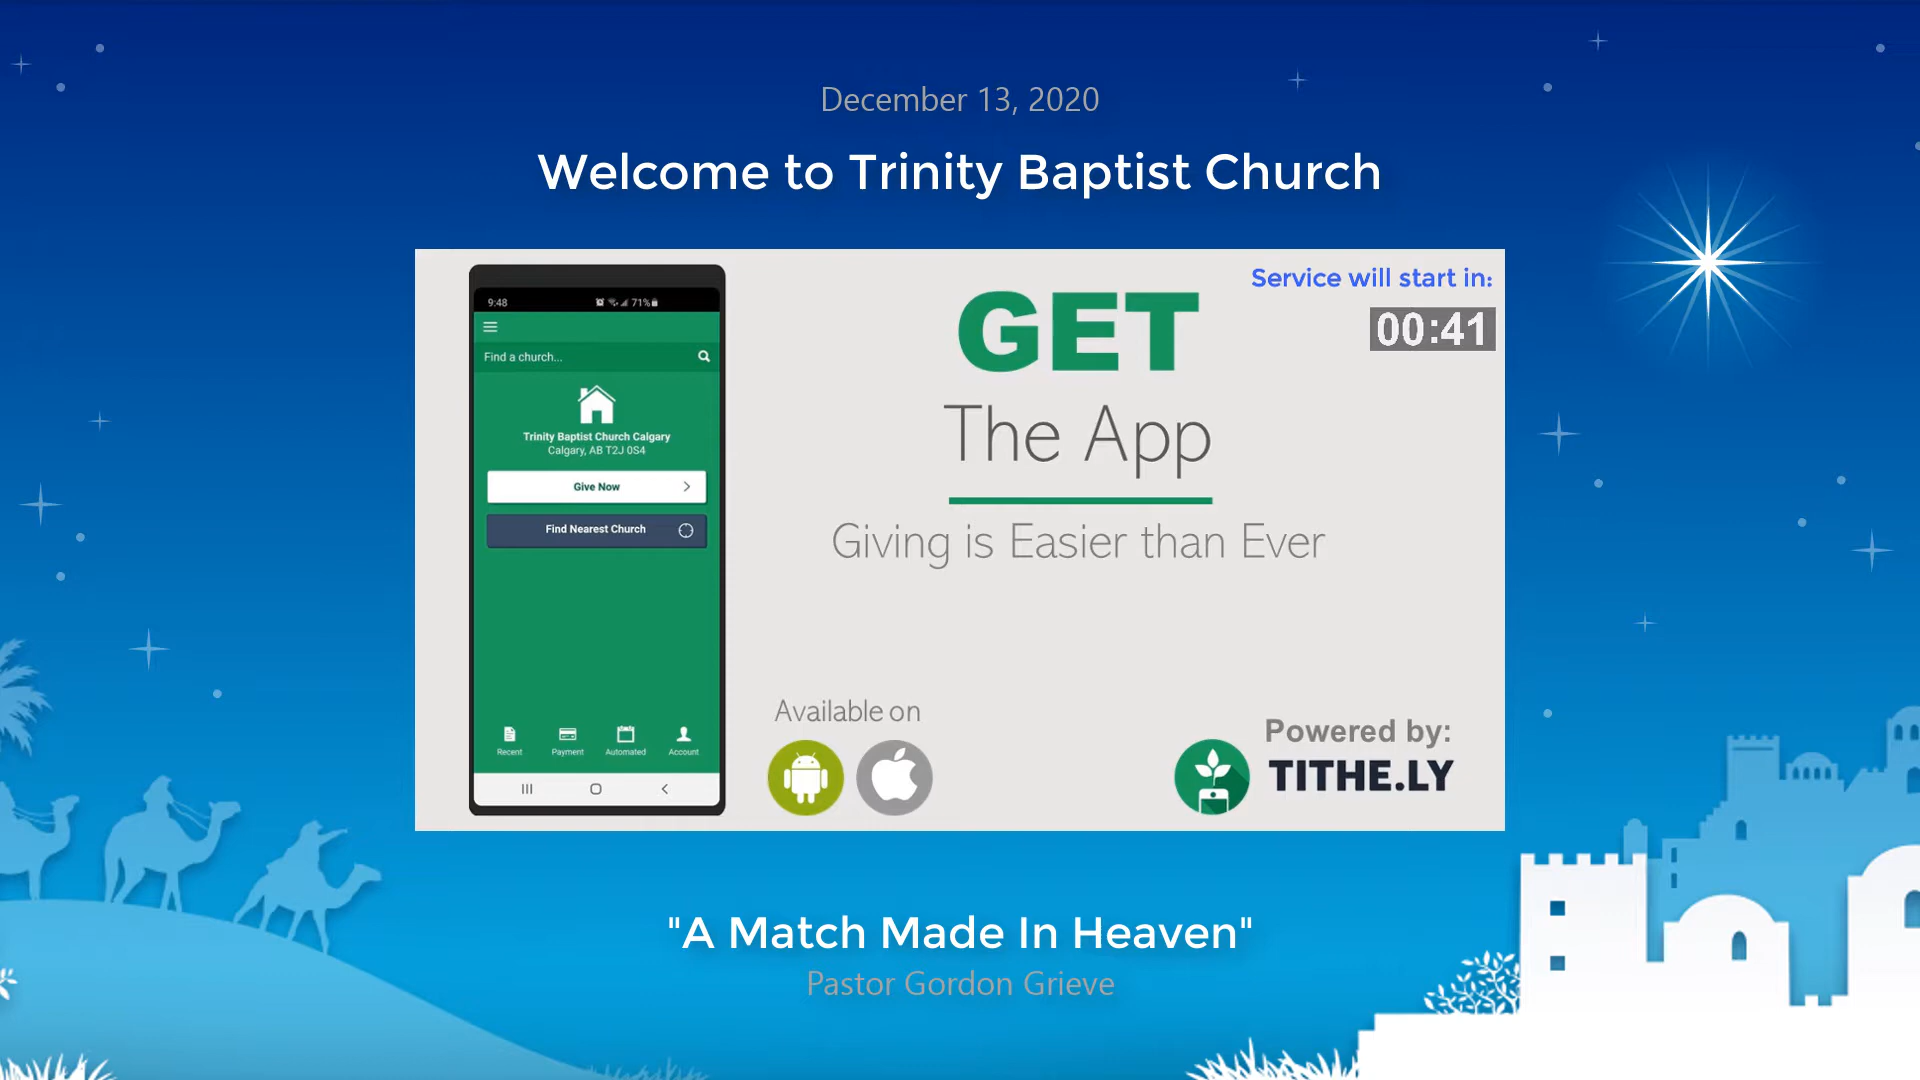 December 13, 2020
Welcome to Trinity Baptist Church
Service will start in:
00:41
9:48
71%
Find a church...
Trinity Baptist Church Calgary
Calgary, AB T2J 0S4
Give Now
Find Nearest Church
Recent
Payment
Automated
Account
GET
The App
Giving is Easier than Ever
Available on
Powered by:
TITHE.LY
"A Match Made In Heaven"
Pastor Gordon Grieve